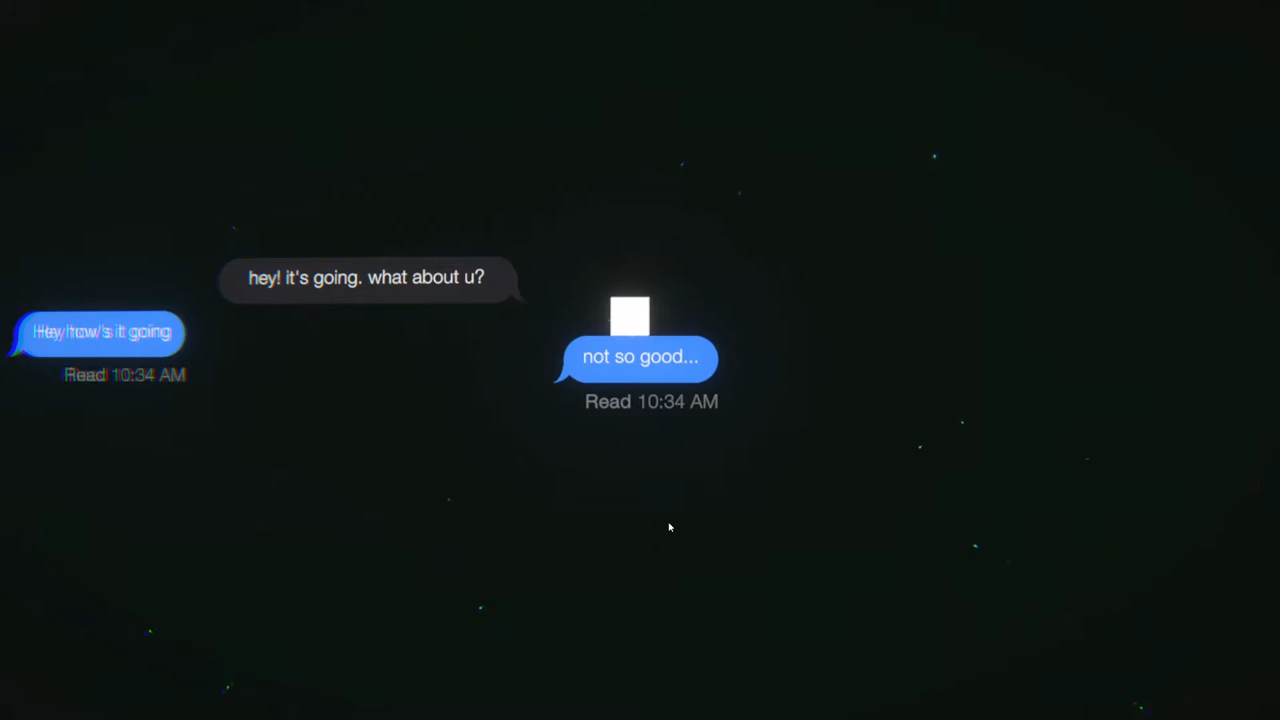 hey! it's going. what about u?
Hey how's it going
Read 10:34 AM
not so good...
Read 10:34 AM